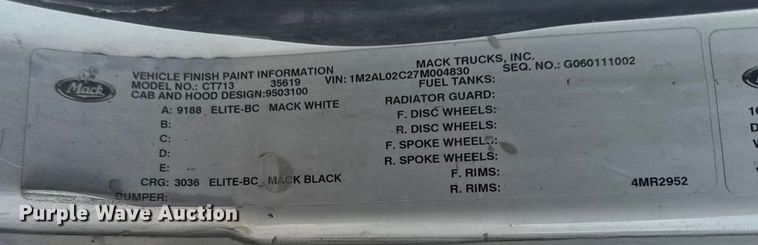 Mack
VEHICLE FINISH PAINT INFORMATION
MACK TRUCKS, INC.
MODEL NO.: CT713 35619 VIN: 1M2AL02C27M004830 SEQ. NO.: G060111002
CAB AND HOOD DESIGN:9503100
FUEL TANKS:
A: 9188 ELITE-BC MACK WHITE
RADIATOR GUARD:
B:
F. DISC WHEELS:
C:
R. DISC WHEELS:
D:
F. SPOKE WHEELS:
E:
R. SPOKE WHEELS:
CRG: 3036 ELITE-BC MACK BLACK
F. RIMS:
BUMPER:
R. RIMS:
4MR2952
Purple Wave Auction